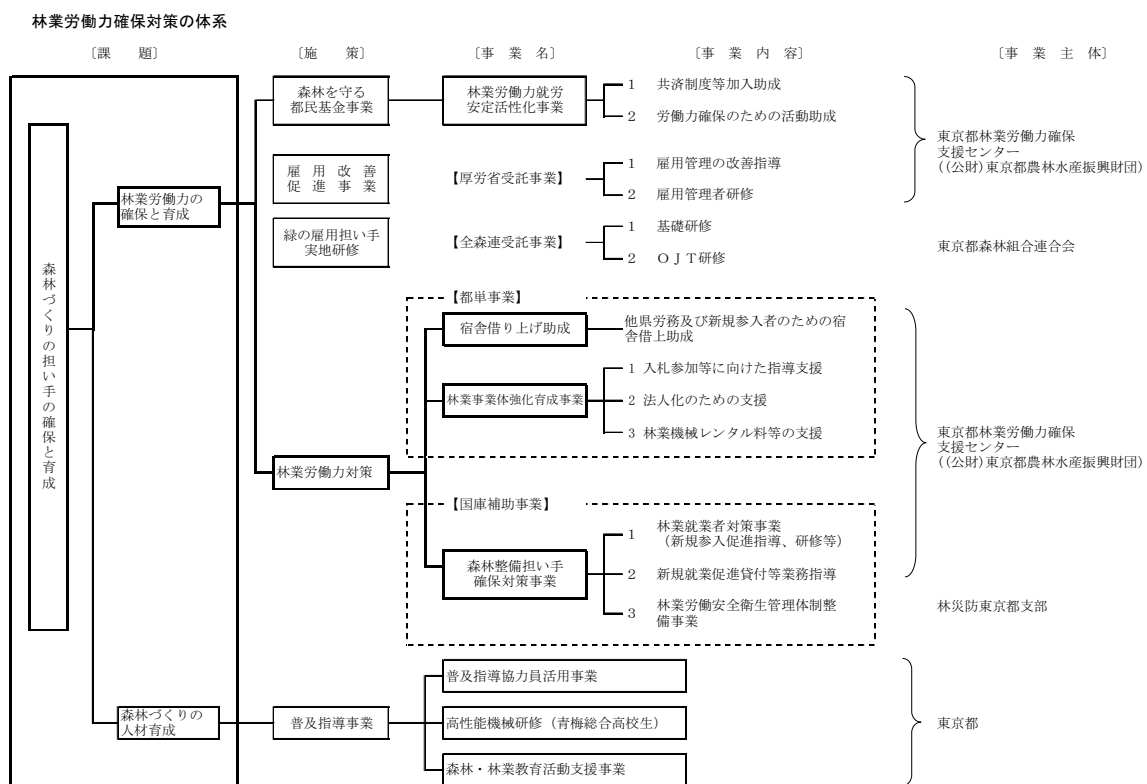 林業労働力確保対策の体系
〔課　題〕
〔施　策〕
〔事　業　名〕
〔事　業　内　容〕
〔事　業　主　体〕
森林づくりの担い手の確保と育成
林業労働力の
確保と育成
森林を守る
都民基金事業
林業労働力就労
安定活性化事業
1　共済制度等加入助成
2　労働力確保のための活動助成
雇　用　改　善
促　進　事　業
【厚労省受託事業】
1　雇用管理の改善指導
2　雇用管理者研修
東京都林業労働力確保
支援センター
((公財)東京都農林水産振興財団)
緑の雇用担い手
実地研修
【全森連受託事業】
1　基礎研修
2　ＯＪＴ研修
東京都森林組合連合会
林業労働力対策
【都単事業】
宿舎借り上げ助成
他県労務及び新規参入者のための宿
舎借上助成
林業事業体強化育成事業
1 入札参加等に向けた指導支援
2 法人化のための支援
3 林業機械レンタル料等の支援
東京都林業労働力確保
支援センター
((公財)東京都農林水産振興財団)
【国庫補助事業】
森林整備担い手
確保対策事業
1　林業就業者対策事業
（新規参入促進指導、研修等）
2　新規就業促進貸付等業務指導
3　林業労働安全衛生管理体制整
備事業
林災防東京都支部
森林づくりの
人材育成
普及指導事業
普及指導協力員活用事業
高性能機械研修（青梅総合高校生）
森林・林業教育活動支援事業
東京都